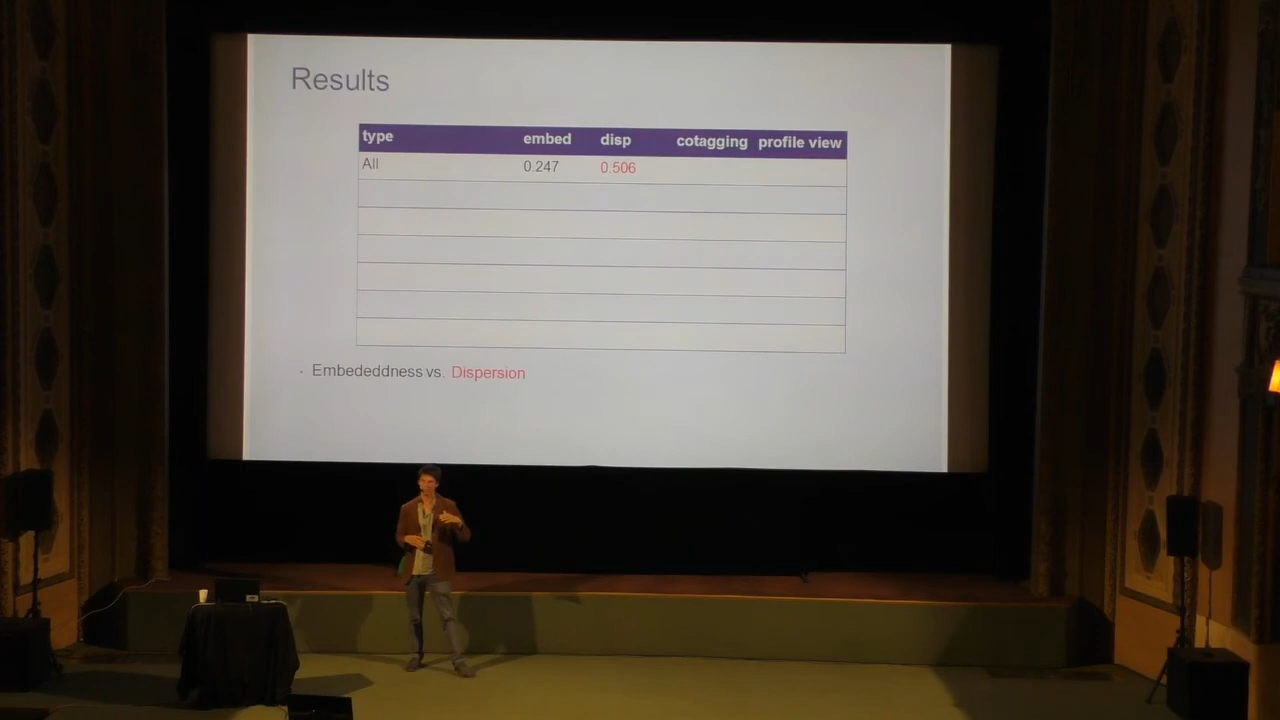 Results
type embed disp cotagging profile view
All 0.247 0.506
· Embededdness vs. Dispersion